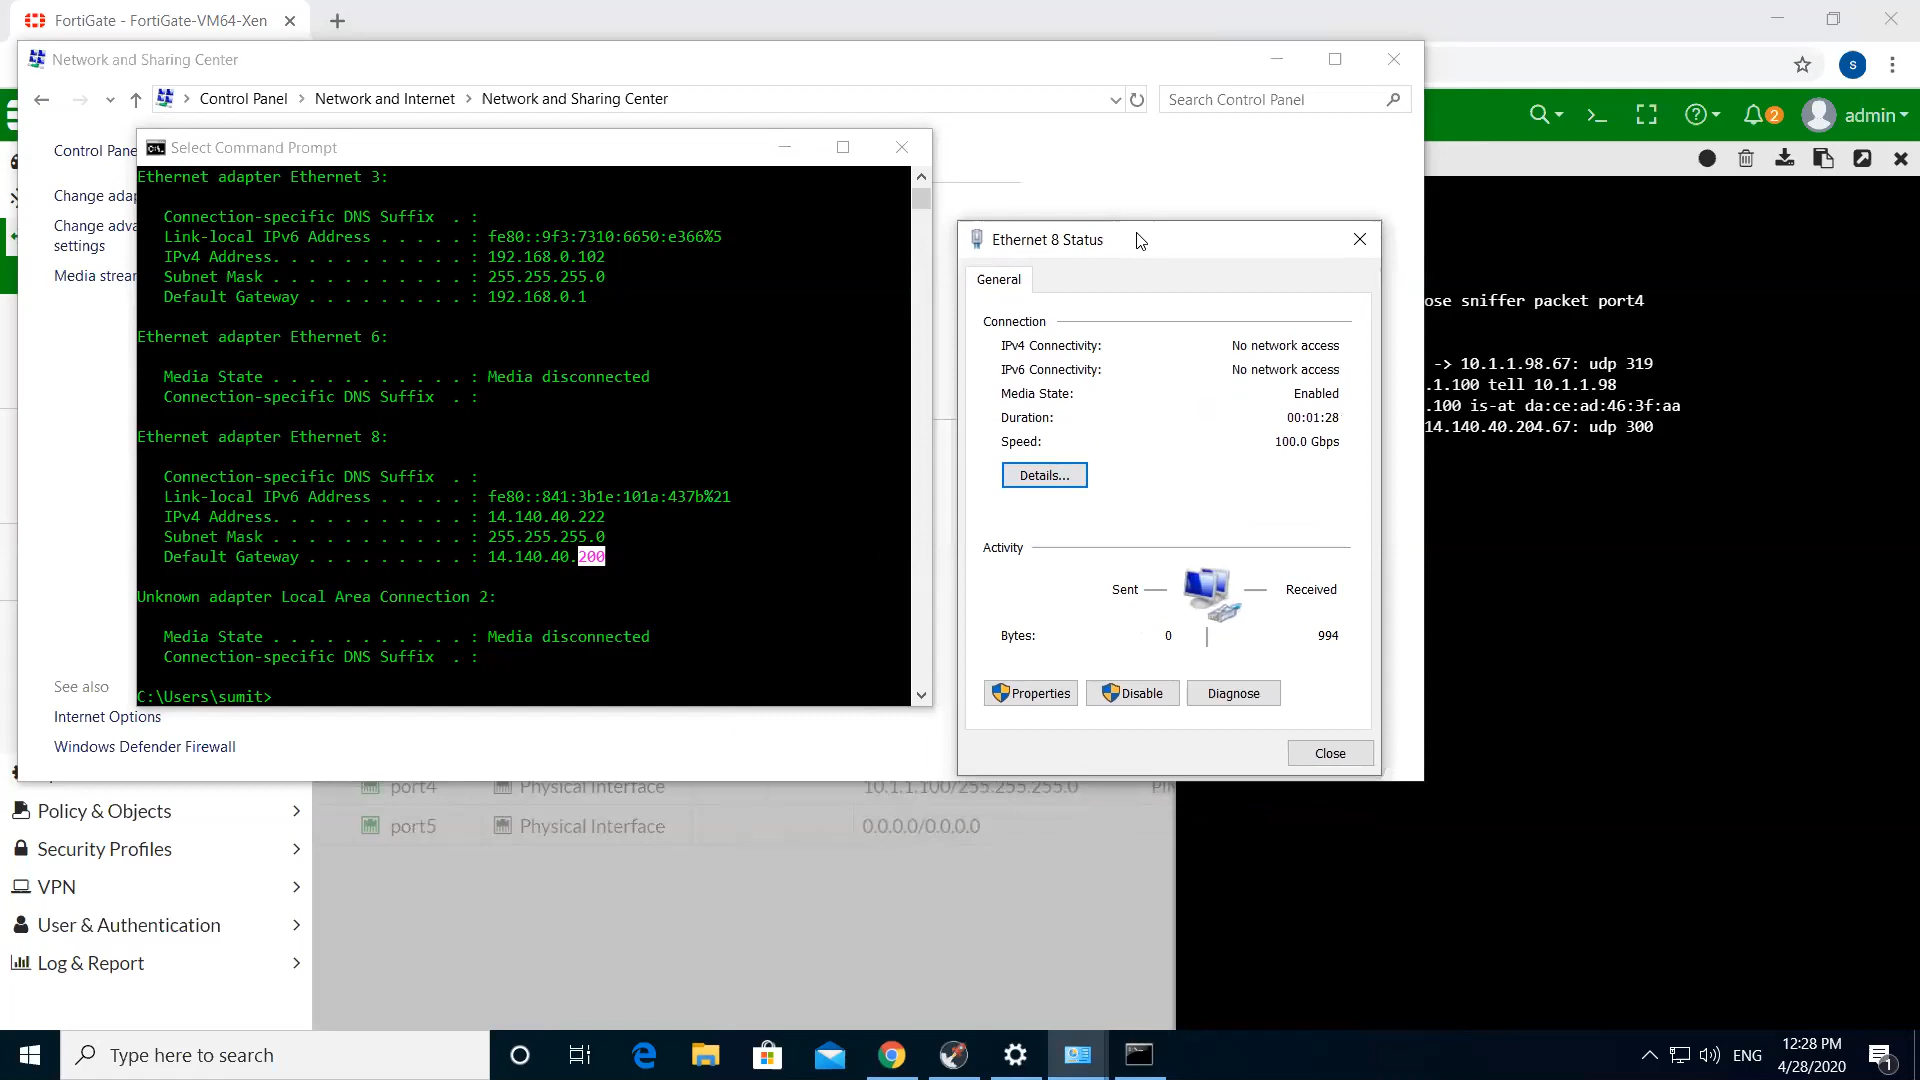 FortiGate - FortiGate-VM64-Xen
Network and Sharing Center
Control Panel > Network and Internet > Network and Sharing Center
Search Control Panel
s
2
admin
Control Pane
Change adap
Change adva
settings
Media strear
See also
Internet Options
Windows Defender Firewall
Select Command Prompt
Ethernet adapter Ethernet 3:
Connection-specific DNS Suffix . :
Link-local IPv6 Address . . . . . : fe80::9f3:7310:6650:e366%5
IPv4 Address. . . . . . . . . . . : 192.168.0.102
Subnet Mask . . . . . . . . . . . : 255.255.255.0
Default Gateway . . . . . . . . . : 192.168.0.1
Ethernet adapter Ethernet 6:
Media State . . . . . . . . . . . : Media disconnected
Connection-specific DNS Suffix . :
Ethernet adapter Ethernet 8:
Connection-specific DNS Suffix . :
Link-local IPv6 Address . . . . . : fe80::841:3b1e:101a:437b%21
IPv4 Address. . . . . . . . . . . : 14.140.40.222
Subnet Mask . . . . . . . . . . . : 255.255.255.0
Default Gateway . . . . . . . . . : 14.140.40.200
Unknown adapter Local Area Connection 2:
Media State . . . . . . . . . . . : Media disconnected
Connection-specific DNS Suffix . :
C:\Users\sumit>
Ethernet 8 Status
General
Connection
IPv4 Connectivity: No network access
IPv6 Connectivity: No network access
Media State: Enabled
Duration: 00:01:28
Speed: 100.0 Gbps
Details...
Activity
Sent Received
Bytes: 0 994
Properties Disable Diagnose
Close
ose sniffer packet port4
-> 10.1.1.98.67: udp 319
.1.100 tell 10.1.1.98
.100 is-at da:ce:ad:46:3f:aa
14.140.40.204.67: udp 300
port4 Physical Interface 10.1.1.100/255.255.255.0
port5 Physical Interface 0.0.0.0/0.0.0.0
Policy & Objects
Security Profiles
VPN
User & Authentication
Log & Report
Type here to search
ENG
12:28 PM
4/28/2020
1